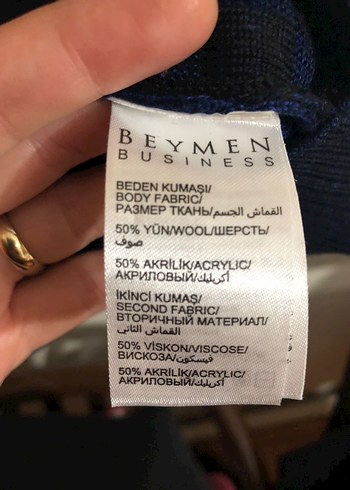 BEYMEN
BUSINESS
BEDEN KUMAŞI/
BODY FABRIC/
РАЗМЕР ТКАНЬ/القماش الجسم/
50% YÜN/WOOL/ШЕРСТЬ/
صوف
50% AKRİLİK/ACRYLIC/
АКРИЛОВЫЙ/أكريليك/
İKİNCİ KUMAŞ/
SECOND FABRIC/
ВТОРИЧНЫЙ МАТЕРИАЛ/
القماش الثاني
50% VİSKON/VISCOSE/
ВИСКОЗА/فيسكون/
50% AKRİLİK/ACRYLIC/
АКРИЛОВЫЙ/أكريليك/